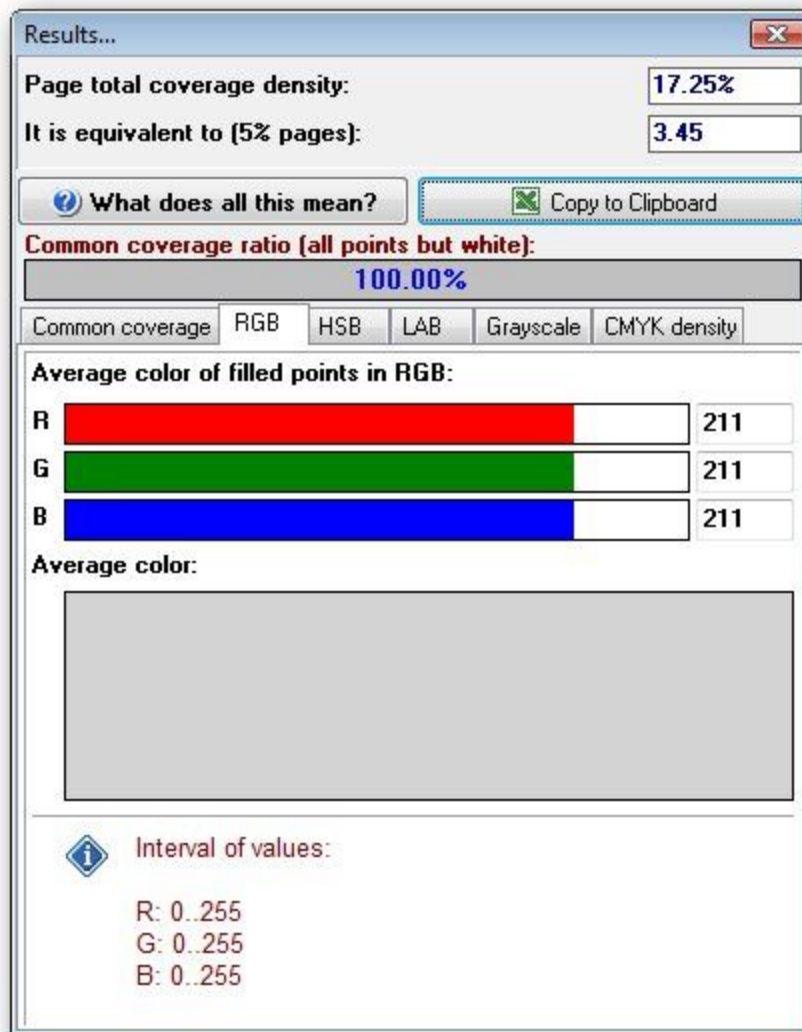 Results...
Page total coverage density: 17.25%
It is equivalent to (5% pages): 3.45
What does all this mean? Copy to Clipboard
Common coverage ratio (all points but white):
100.00%
Common coverage RGB HSB LAB Grayscale CMYK density
Average color of filled points in RGB:
R 211
G 211
B 211
Average color:
Interval of values:
R: 0..255
G: 0..255
B: 0..255